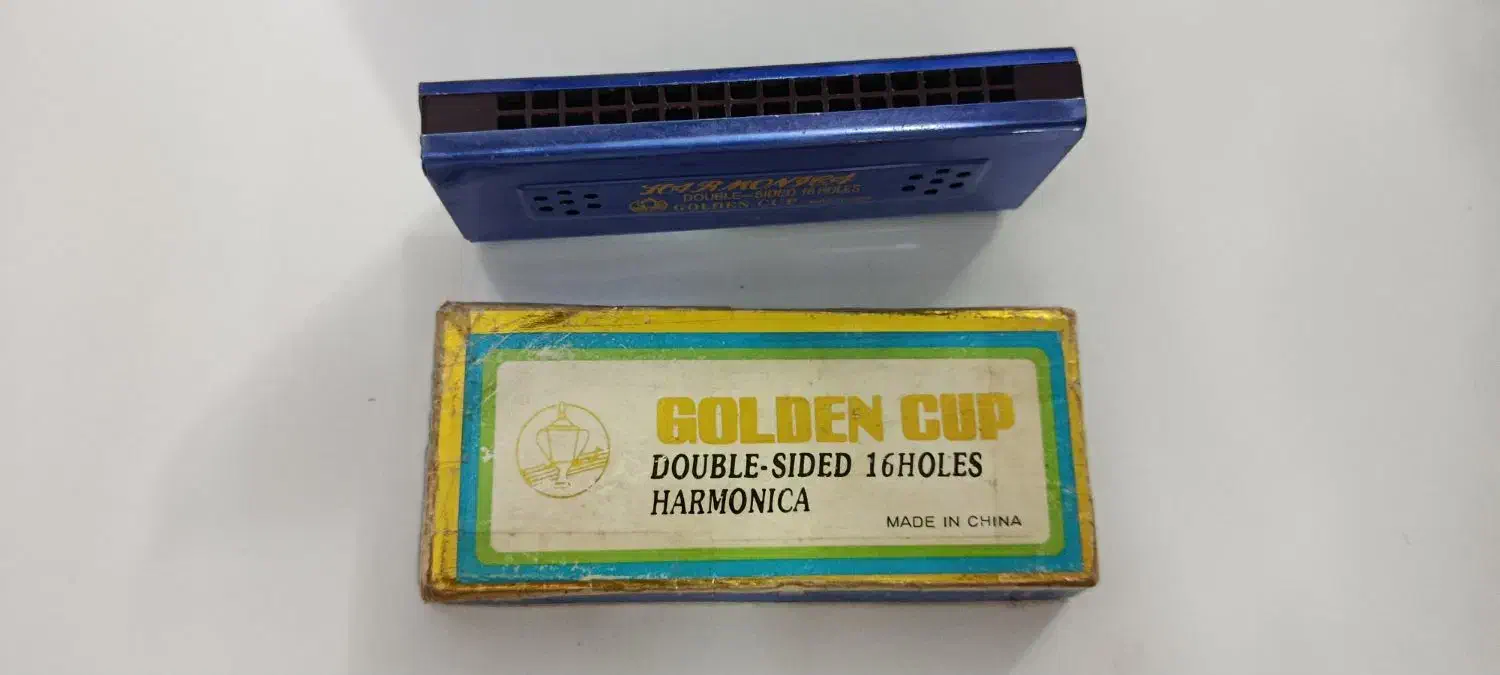 HARMONICA
DOUBLE-SIDED 16 HOLES
GOLDEN CUP
GOLDEN CUP
DOUBLE-SIDED 16HOLES
HARMONICA
MADE IN CHINA